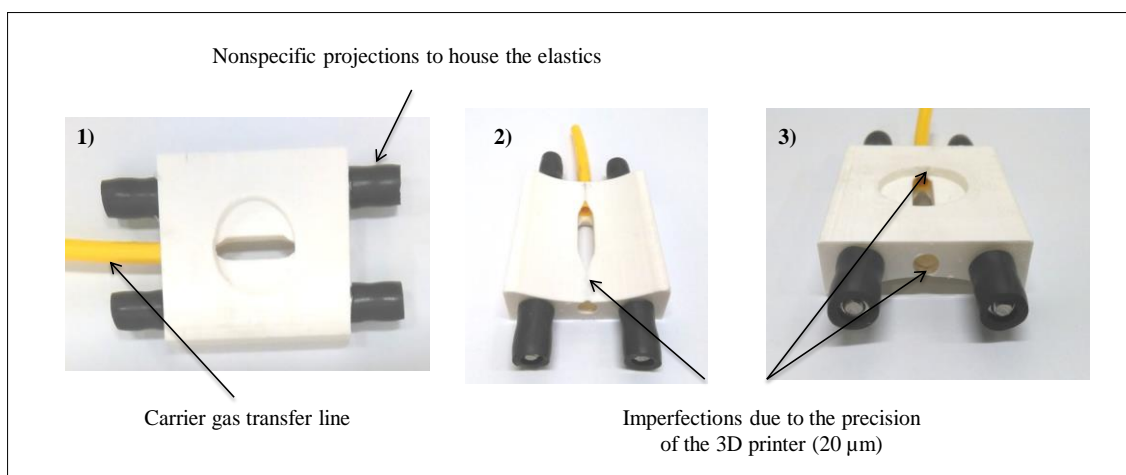 Nonspecific projections to house the elastics
1)
2)
3)
Carrier gas transfer line
Imperfections due to the precision
of the 3D printer (20 µm)